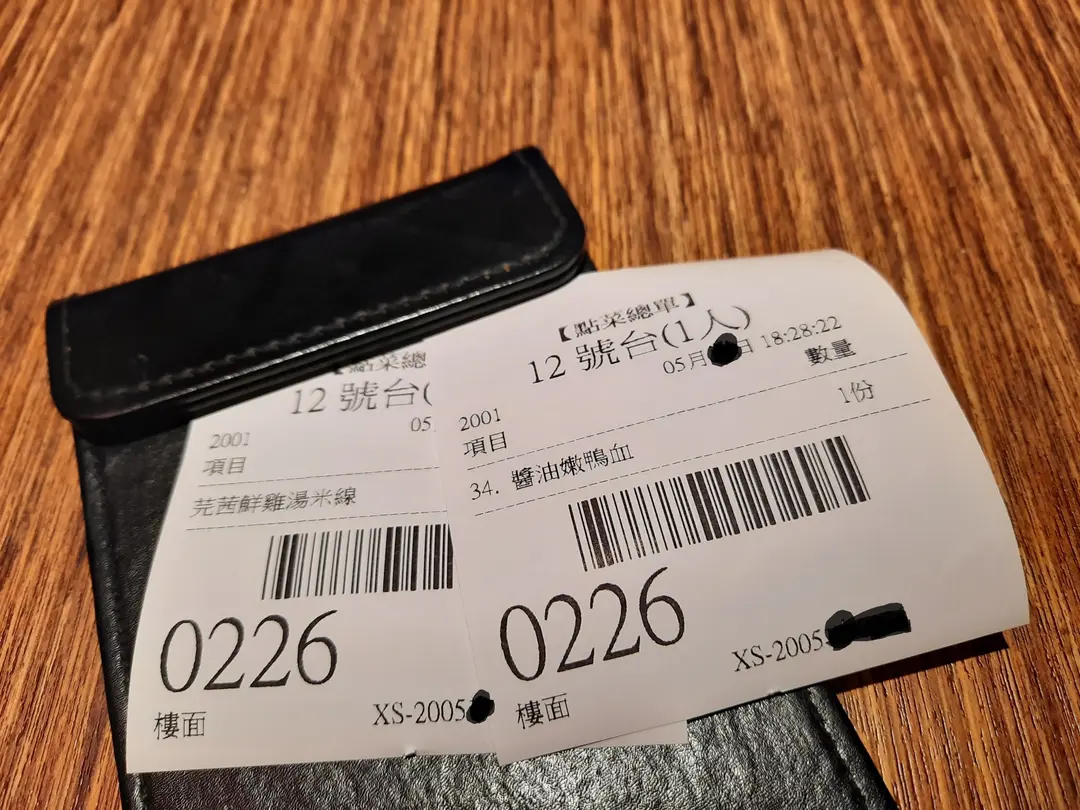 【點菜總
12 號台(
05
2001
項目
芫茜鮮雞湯米線
0226
樓面
XS-2005
【點菜總單】
12 號台(1人)
05月 日 18:28:22
2001
項目 數量
34. 醬油嫩鴨血 1份
0226
樓面
XS-2005